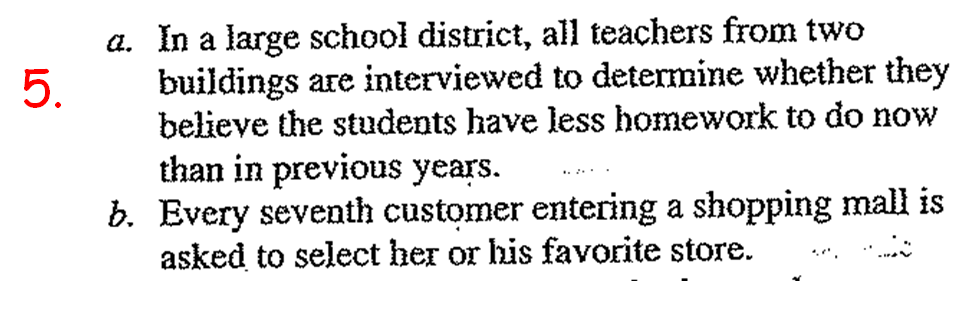 a. In a large school district, all teachers from two
5. buildings are interviewed to determine whether they
believe the students have less homework to do now
than in previous years.
b. Every seventh customer entering a shopping mall is
asked to select her or his favorite store.